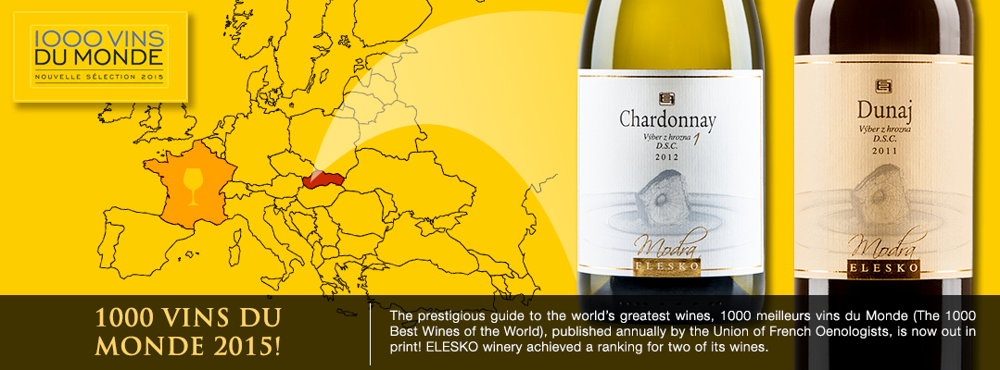 1000 VINS
DU MONDE
NOUVELLE SÉLECTION 2015
Chardonnay
Výber z hrozna 1
D.S.C.
2012
Modra
ELESKO
Dunaj
Výber z hrozna
D.S.C.
2011
Modra
ELESKO
1000 VINS DU
MONDE 2015!
The prestigious guide to the world's greatest wines, 1000 meilleurs vins du Monde (The 1000
Best Wines of the World), published annually by the Union of French Oenologists, is now out in
print! ELESKO winery achieved a ranking for two of its wines.